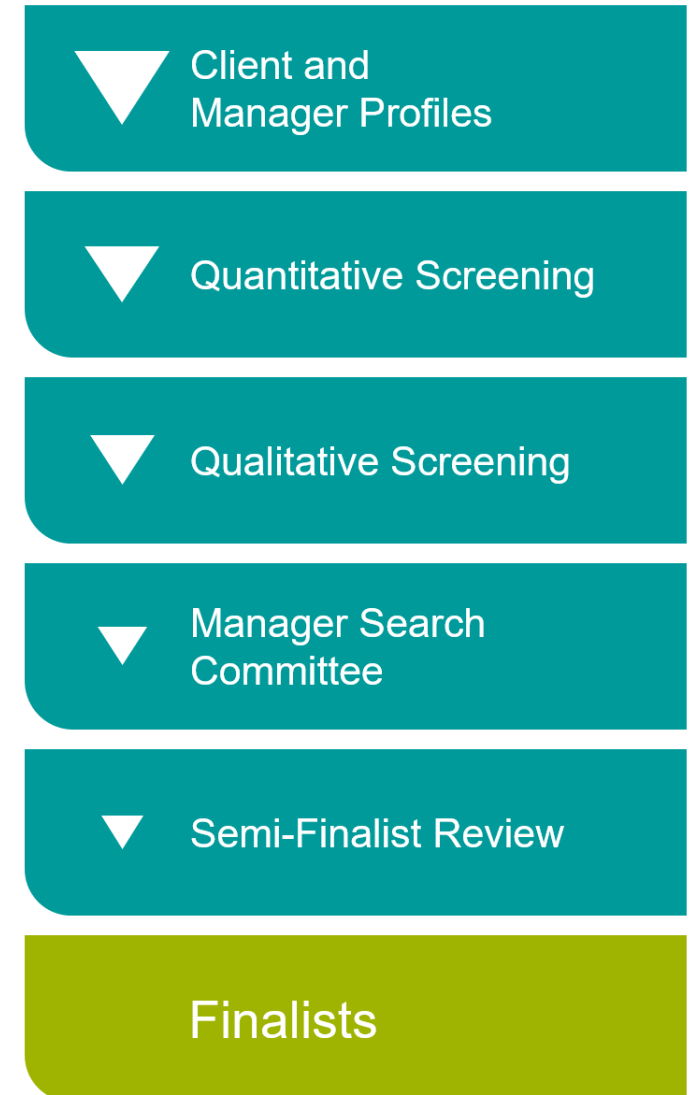 Client and
Manager Profiles
Quantitative Screening
Qualitative Screening
Manager Search
Committee
Semi-Finalist Review
Finalists